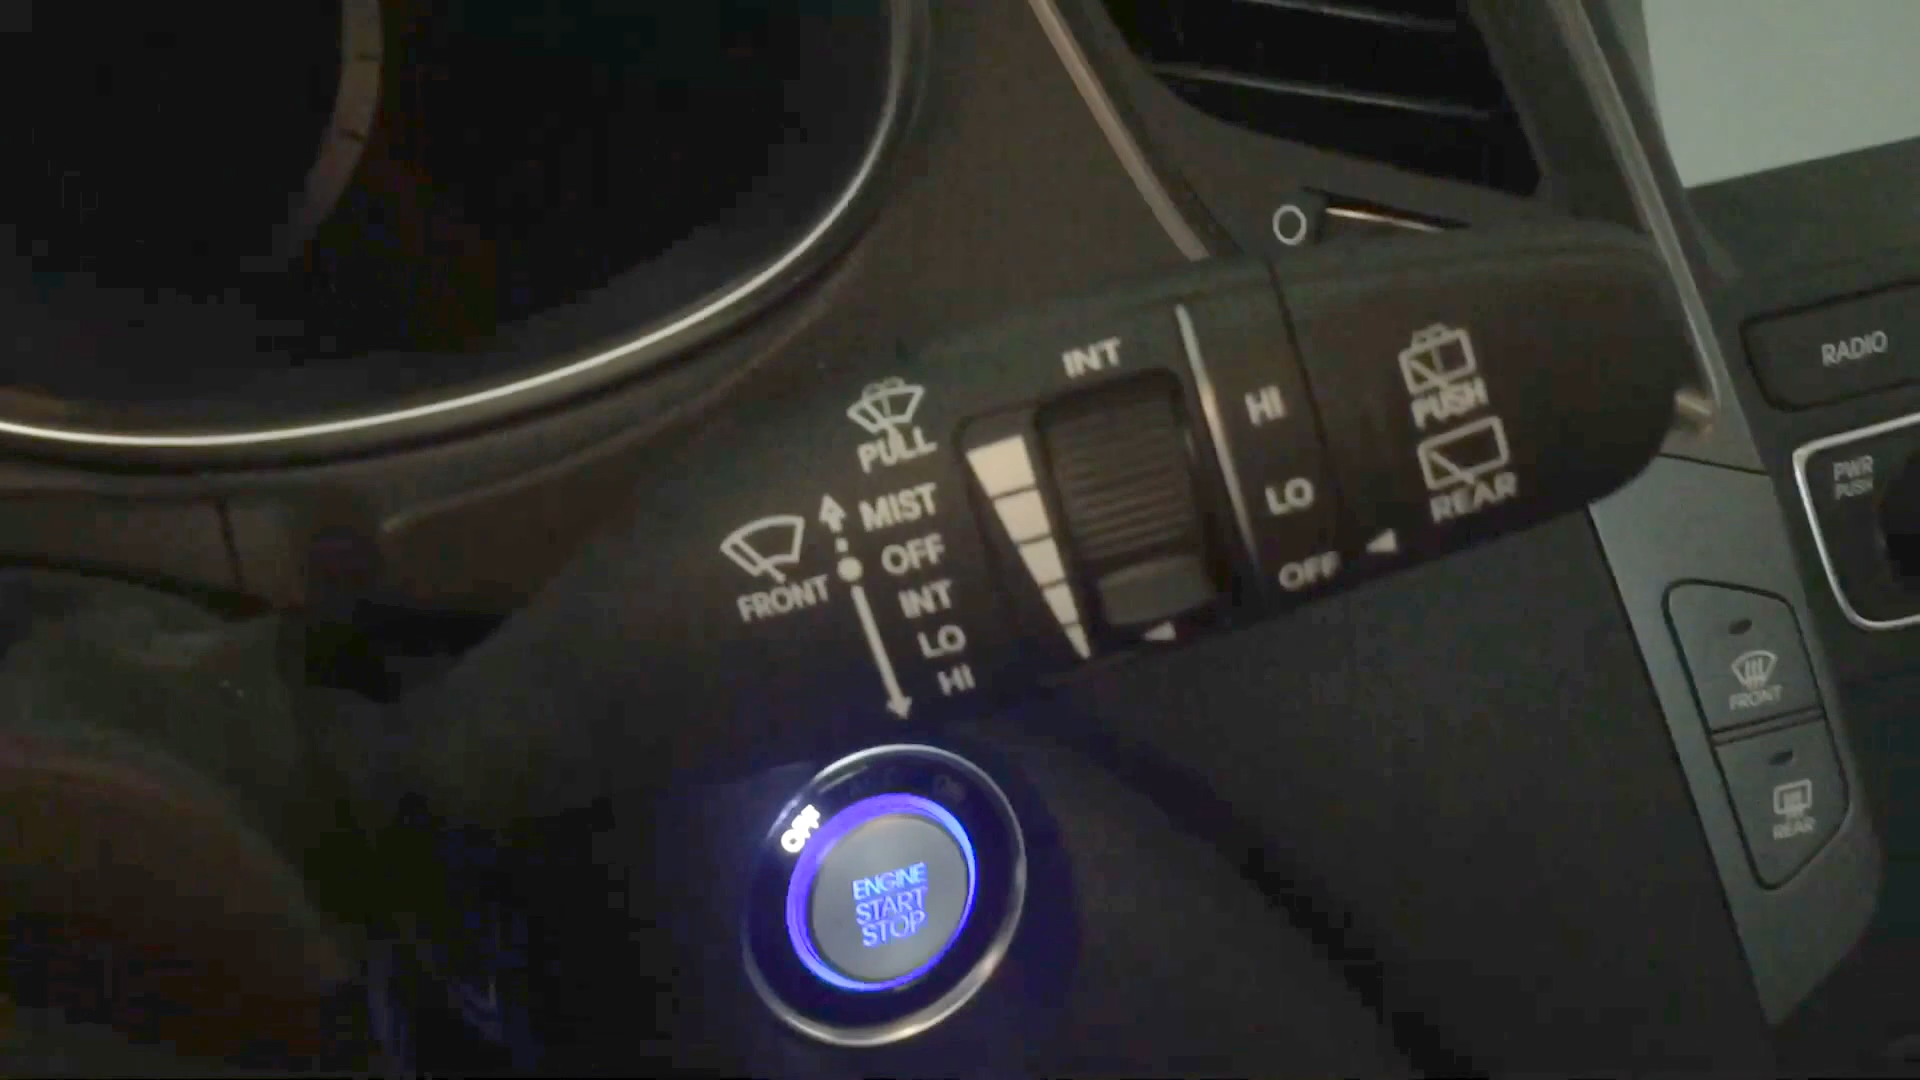 INT
PULL
MIST
OFF
INT
LO
HI
FRONT
HI
LO
OFF
PUSH
REAR
RADIO
PWR
PUSH
FRONT
REAR
OFF
ENGINE
START
STOP